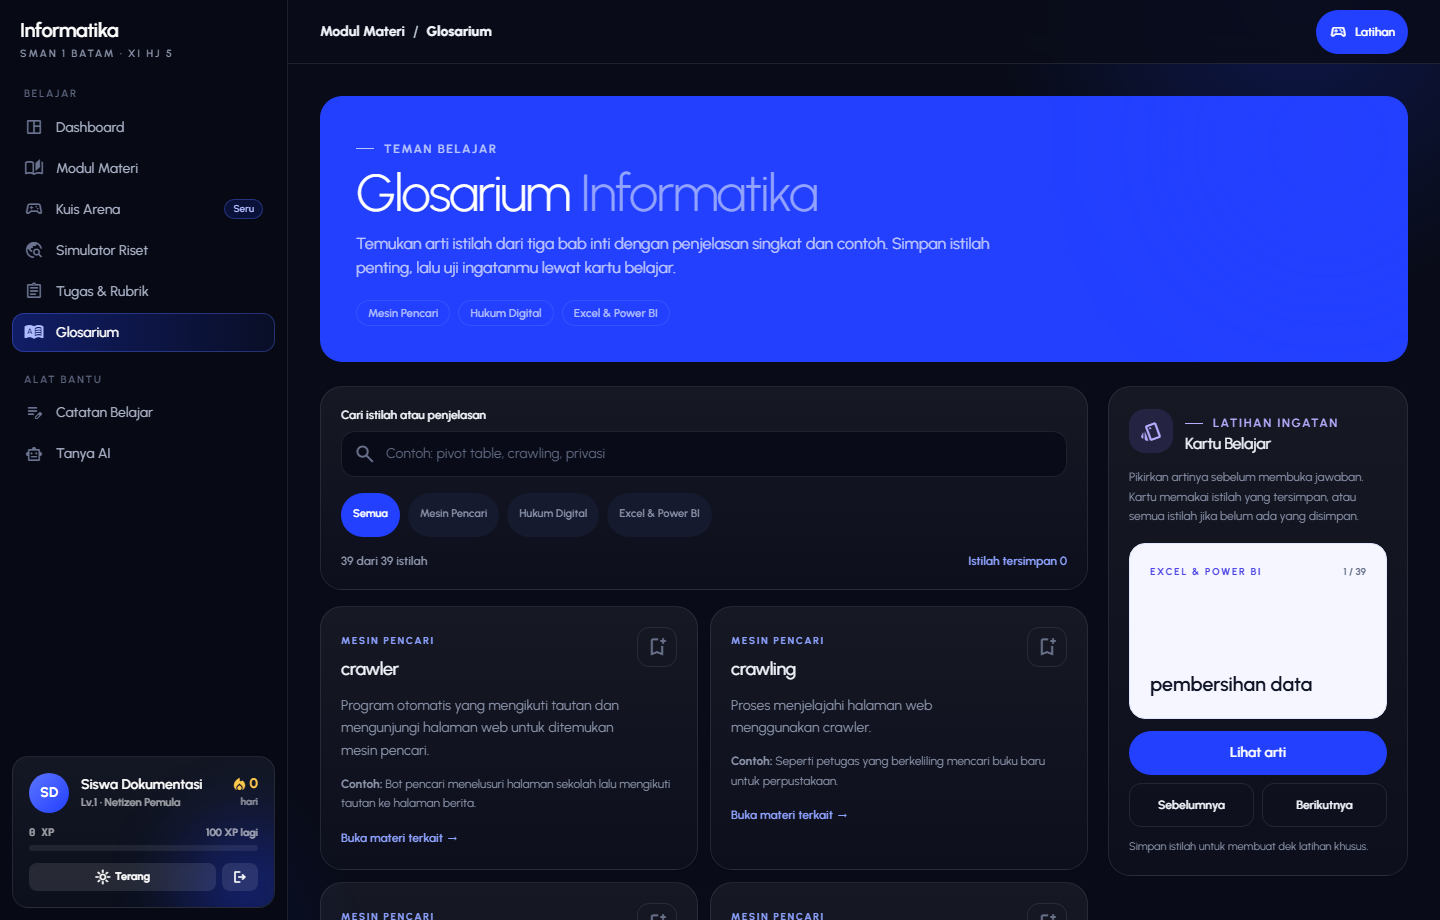 Informatika
SMAN 1 BATAM · XI HJ 5
BELAJAR
Dashboard
Modul Materi
Kuis Arena
Seru
Simulator Riset
Tugas & Rubrik
Glosarium
ALAT BANTU
Catatan Belajar
Tanya AI
SD
Siswa Dokumentasi
Lv.1 · Netizen Pemula
0
hari
0 XP
100 XP lagi
Terang
Modul Materi / Glosarium
Latihan
TEMAN BELAJAR
Glosarium Informatika
Temukan arti istilah dari tiga bab inti dengan penjelasan singkat dan contoh. Simpan istilah
penting, lalu uji ingatanmu lewat kartu belajar.
Mesin Pencari
Hukum Digital
Excel & Power BI
Cari istilah atau penjelasan
Contoh: pivot table, crawling, privasi
Semua
Mesin Pencari
Hukum Digital
Excel & Power BI
39 dari 39 istilah
Istilah tersimpan 0
MESIN PENCARI
crawler
Program otomatis yang mengikuti tautan dan
mengunjungi halaman web untuk ditemukan
mesin pencari.
Contoh: Bot pencari menelusuri halaman sekolah lalu mengikuti
tautan ke halaman berita.
Buka materi terkait →
MESIN PENCARI
crawling
Proses menjelajahi halaman web
menggunakan crawler.
Contoh: Seperti petugas yang berkeliling mencari buku baru
untuk perpustakaan.
Buka materi terkait →
MESIN PENCARI
MESIN PENCARI
LATIHAN INGATAN
Kartu Belajar
Pikirkan artinya sebelum membuka jawaban.
Kartu memakai istilah yang tersimpan, atau
semua istilah jika belum ada yang disimpan.
EXCEL & POWER BI
1 / 39
pembersihan data
Lihat arti
Sebelumnya
Berikutnya
Simpan istilah untuk membuat dek latihan khusus.